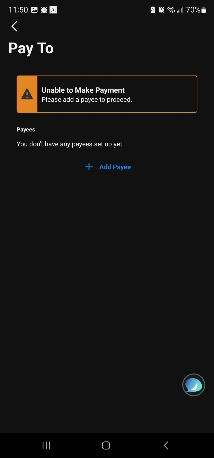 11:50
70%
Pay To
Unable to Make Payment
Please add a payee to proceed.
Payees
You don't have any payees set up yet
+ Add Payee